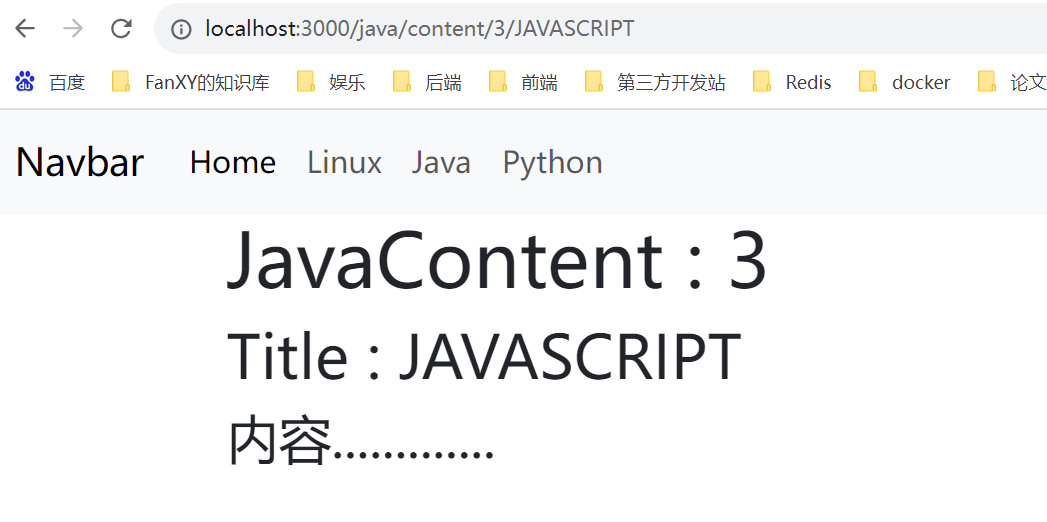 localhost:3000/java/content/3/JAVASCRIPT
百度 FanXY的知识库 娱乐 后端 前端 第三方开发站 Redis docker 论文
Navbar Home Linux Java Python
JavaContent : 3
Title : JAVASCRIPT
内容.............